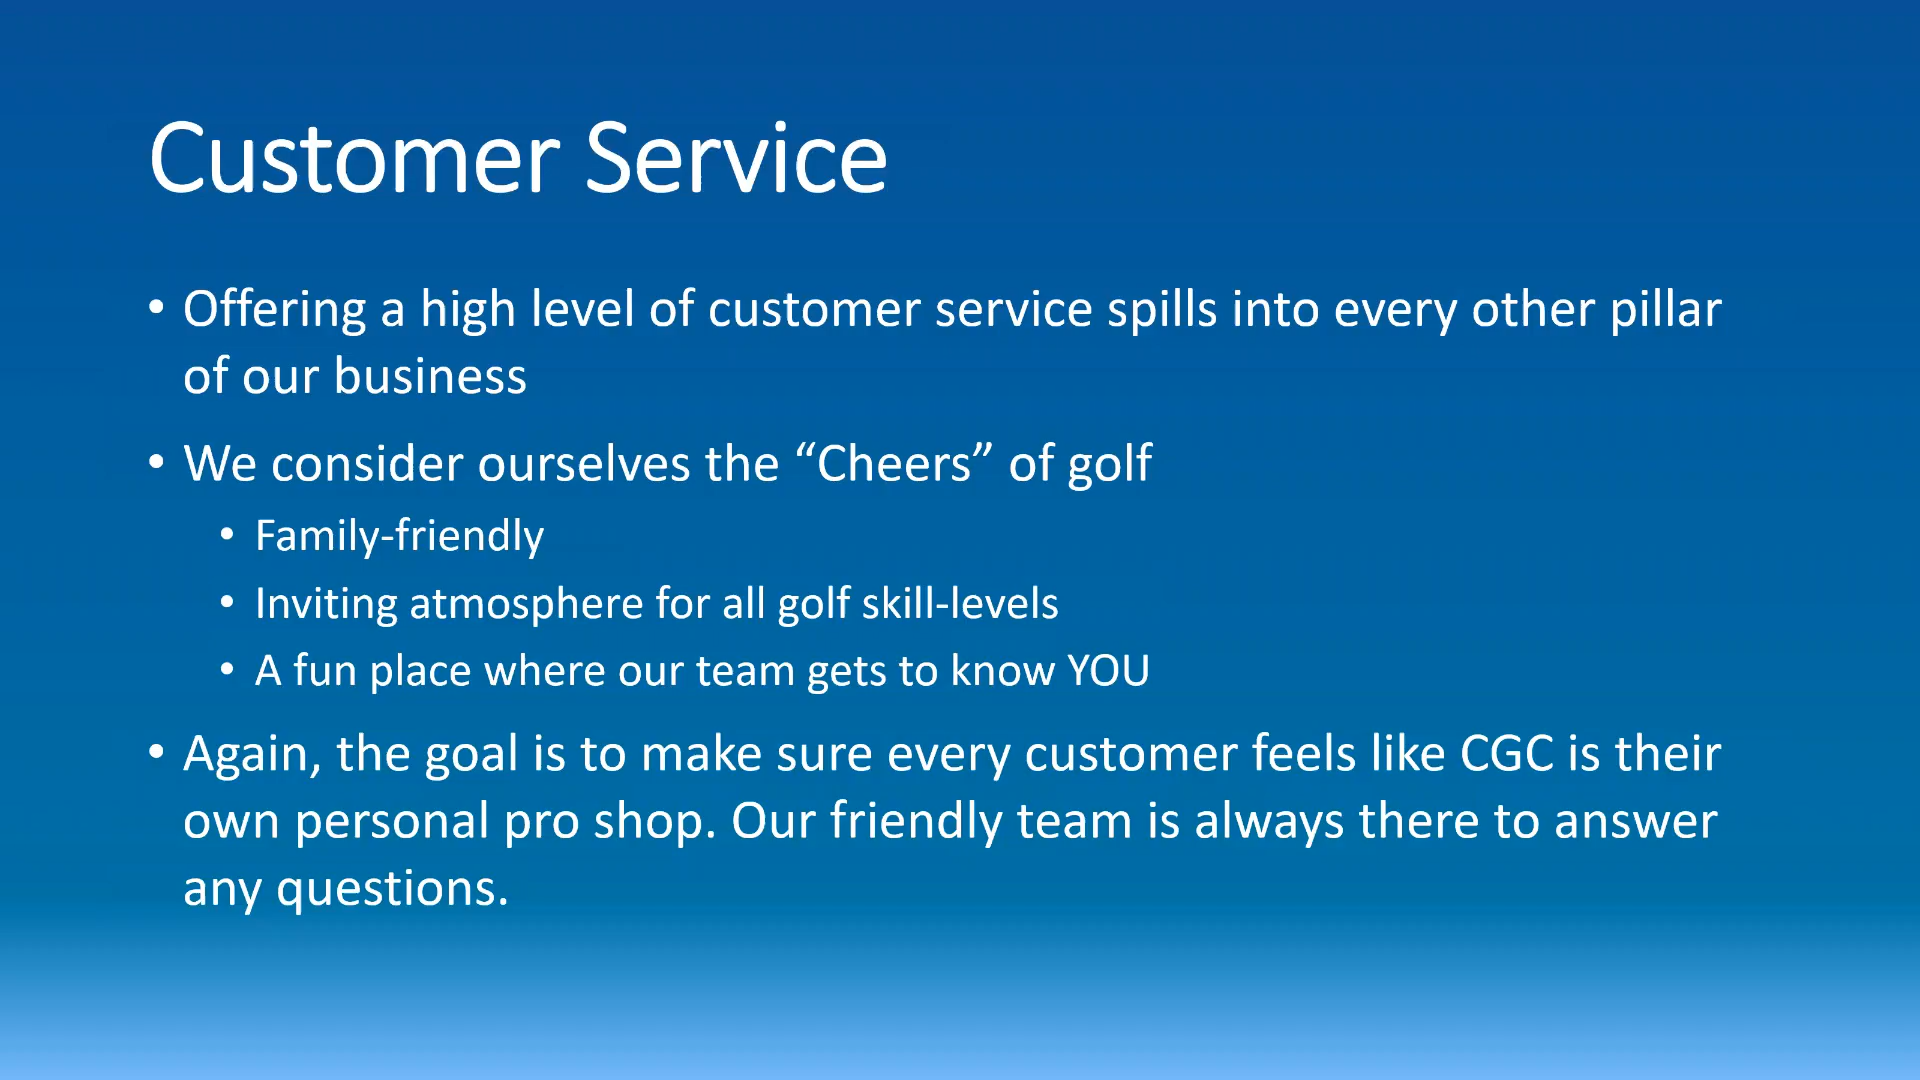 Customer Service
• Offering a high level of customer service spills into every other pillar
of our business
• We consider ourselves the “Cheers” of golf
• Family-friendly
• Inviting atmosphere for all golf skill-levels
• A fun place where our team gets to know YOU
• Again, the goal is to make sure every customer feels like CGC is their
own personal pro shop. Our friendly team is always there to answer
any questions.